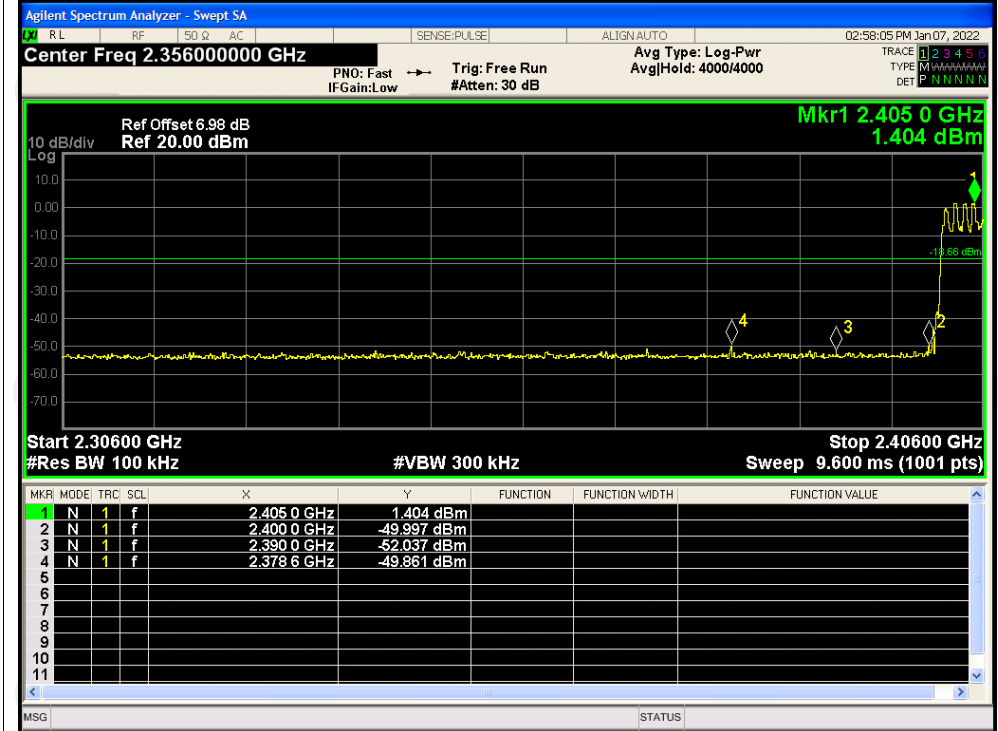 Agilent Spectrum Analyzer - Swept SA
LXI RL RF 50 Ω AC SENSE:PULSE ALIGN AUTO 02:58:05 PM Jan 07, 2022
Center Freq 2.356000000 GHz
PNO: Fast
IFGain:Low
Trig: Free Run
#Atten: 30 dB
Avg Type: Log-Pwr
Avg|Hold: 4000/4000
TRACE 1 2 3 4 5 6
TYPE M W W W W W
DET P N N N N N
Mkr1 2.405 0 GHz
1.404 dBm
Ref Offset 6.98 dB
10 dB/div Ref 20.00 dBm
Log
1
10.0
0.00
-10.0
-20.0
-18.66 dBm
-30.0
-40.0
-50.0
-60.0
-70.0
4
3
2
Start 2.30600 GHz Stop 2.40600 GHz
#Res BW 100 kHz #VBW 300 kHz Sweep 9.600 ms (1001 pts)
MKR MODE TRC SCL X Y FUNCTION FUNCTION WIDTH FUNCTION VALUE
1 N 1 f 2.405 0 GHz 1.404 dBm
2 N 1 f 2.400 0 GHz -49.997 dBm
3 N 1 f 2.390 0 GHz -52.037 dBm
4 N 1 f 2.378 6 GHz -49.861 dBm
5
6
7
8
9
10
11
MSG STATUS